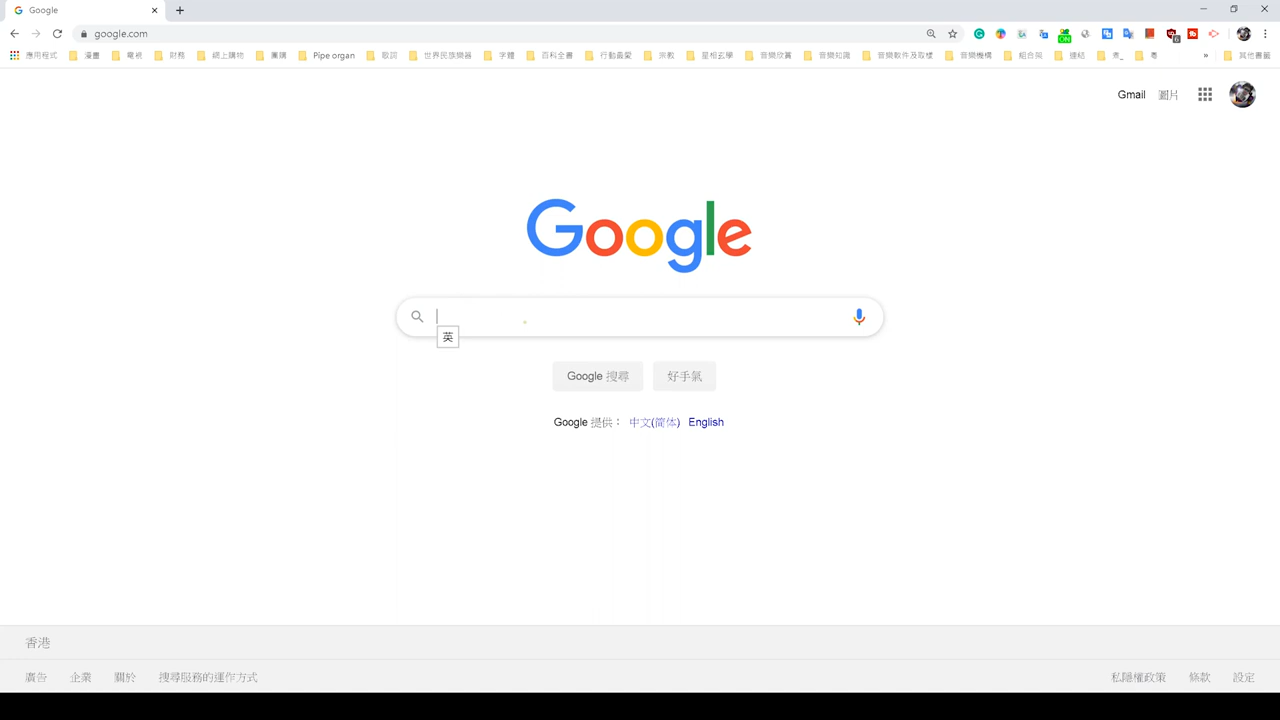 Google
google.com
應用程式 漫畫 電視 財務 網上購物 團購 Pipe organ 歌詞 世界民族樂器 字體 百科全書 行動最愛 宗教 星相玄學 音樂欣賞 音樂知識 音樂軟件及取樣 音樂機構 組合架 連結 » 其他書籤
ON
Gmail 圖片
Google
英
Google 搜尋 好手氣
Google 提供： 中文(简体) English
香港
廣告 企業 關於 搜尋服務的運作方式 私隱權政策 條款 設定